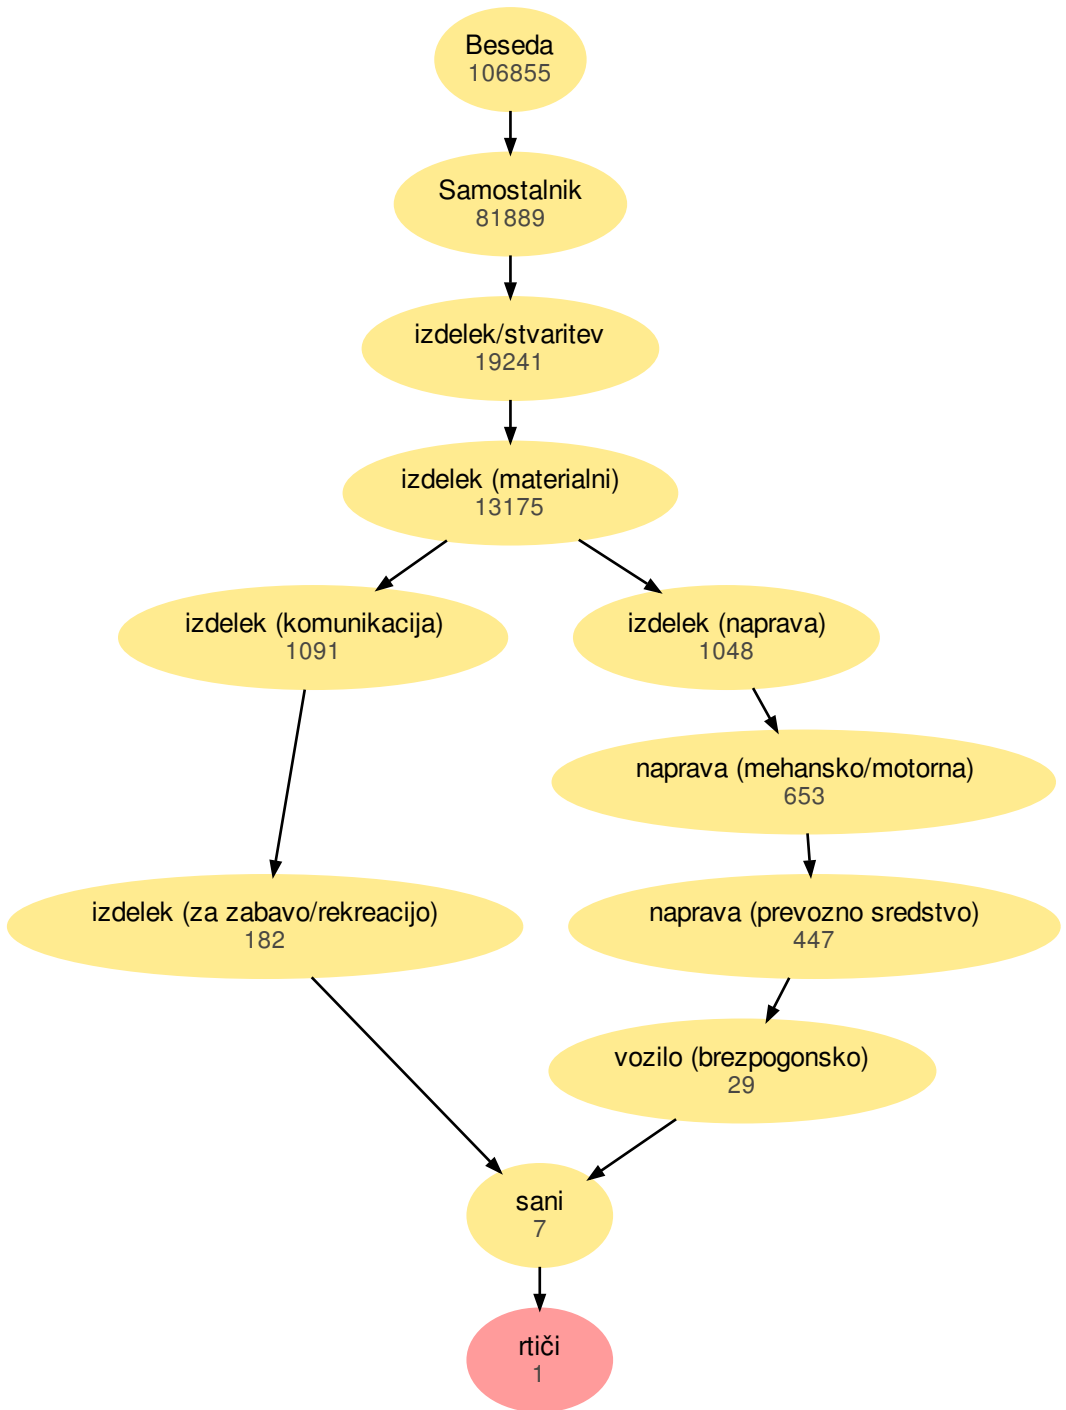 Beseda
106855
Samostalnik
81889
izdelek/stvaritev
19241
izdelek (materialni)
13175
izdelek (komunikacija)
1091
izdelek (naprava)
1048
naprava (mehansko/motorna)
653
izdelek (za zabavo/rekreacijo)
182
naprava (prevozno sredstvo)
447
vozilo (brezpogonsko)
29
sani
7
rtiči
1